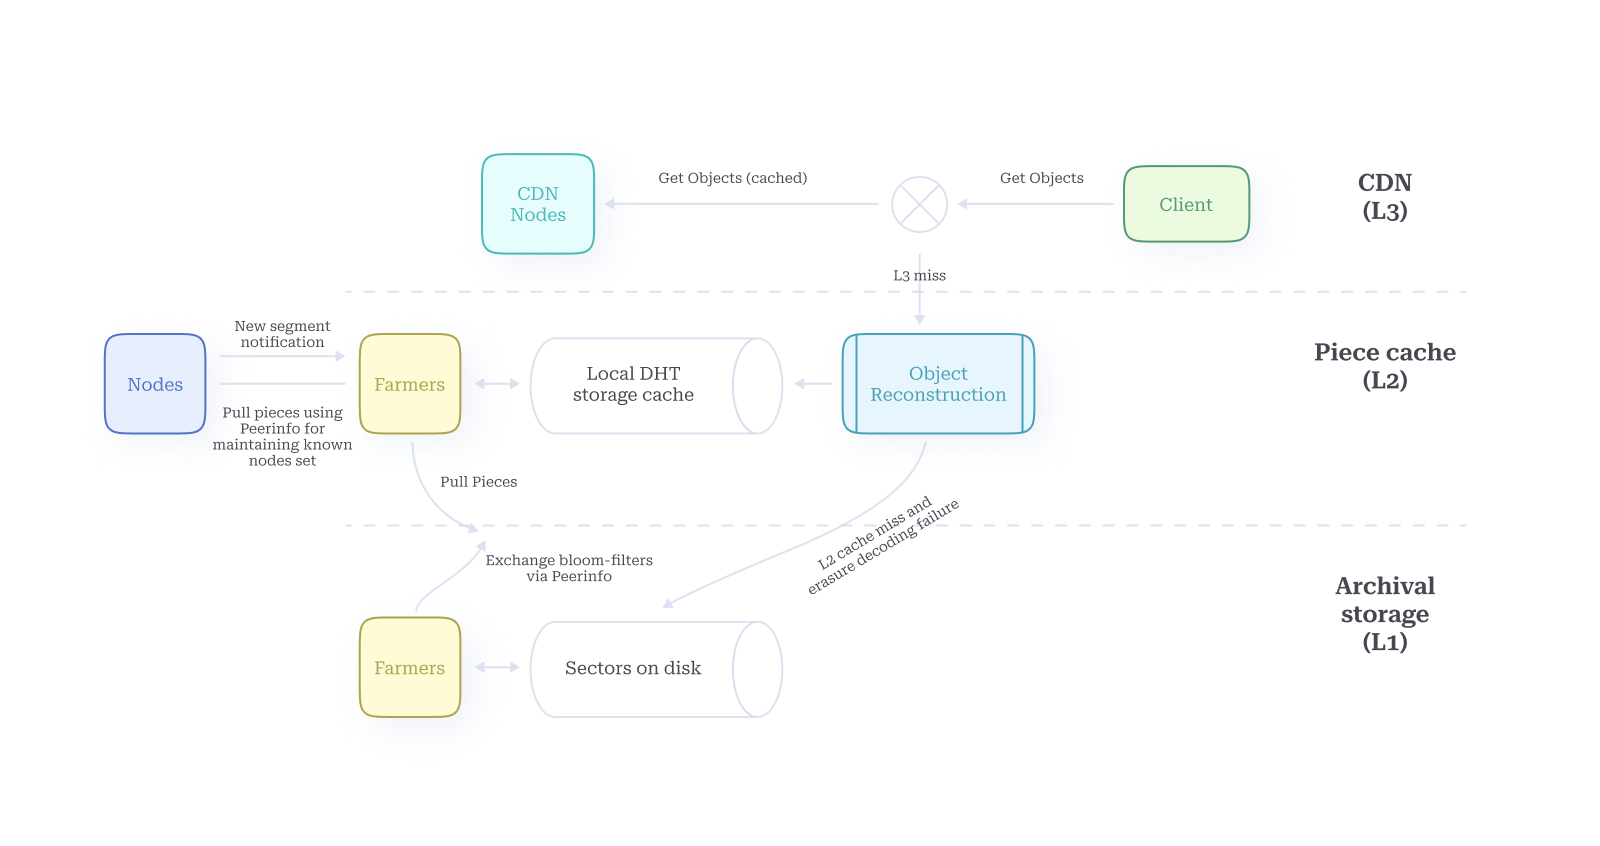 CDN
Nodes
Get Objects (cached)
Get Objects
Client
CDN
(L3)
L3 miss
New segment
notification
Nodes
Farmers
Pull pieces using
Peerinfo for
maintaining known
nodes set
Local DHT
storage cache
Object
Reconstruction
Piece cache
(L2)
Pull Pieces
L2 cache miss and
erasure decoding failure
Exchange bloom-filters
via Peerinfo
Farmers
Sectors on disk
Archival
storage
(L1)